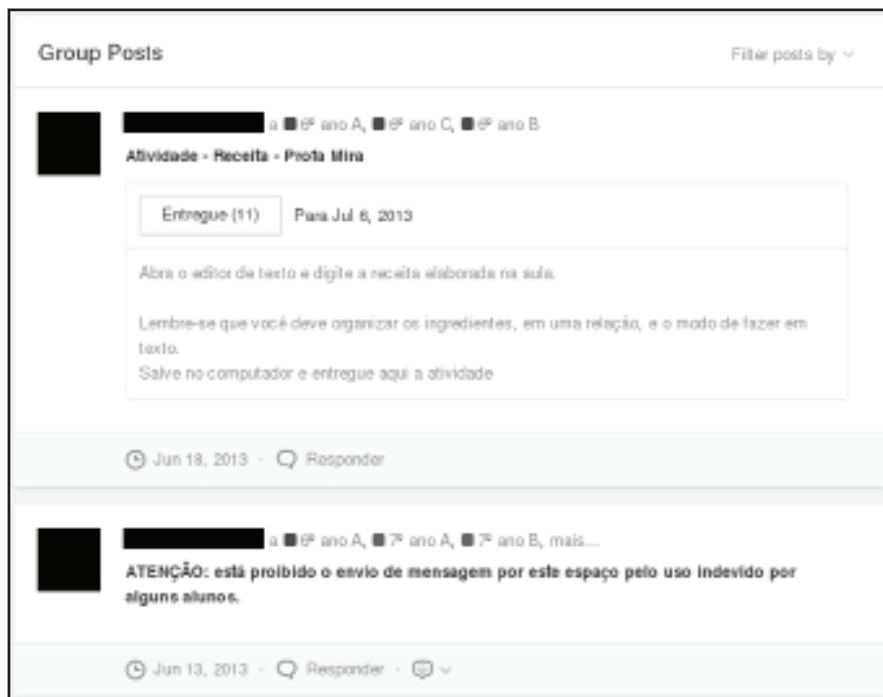 Group Posts
Filter posts by
a 6º ano A, 6º ano C, 6º ano B
Atividade - Receita - Profa Mira
Entregue (11) Para Jul 6, 2013
Abra o editor de texto e digite a receita elaborada na aula.
Lembre-se que você deve organizar os ingredientes, em uma relação, e o modo de fazer em
texto.
Salve no computador e entregue aqui a atividade
Jun 18, 2013 · Responder
a 6º ano A, 7º ano A, 7º ano B, mais...
ATENÇÃO: está proibido o envio de mensagem por este espaço pelo uso indevido por
alguns alunos.
Jun 13, 2013 · Responder ·